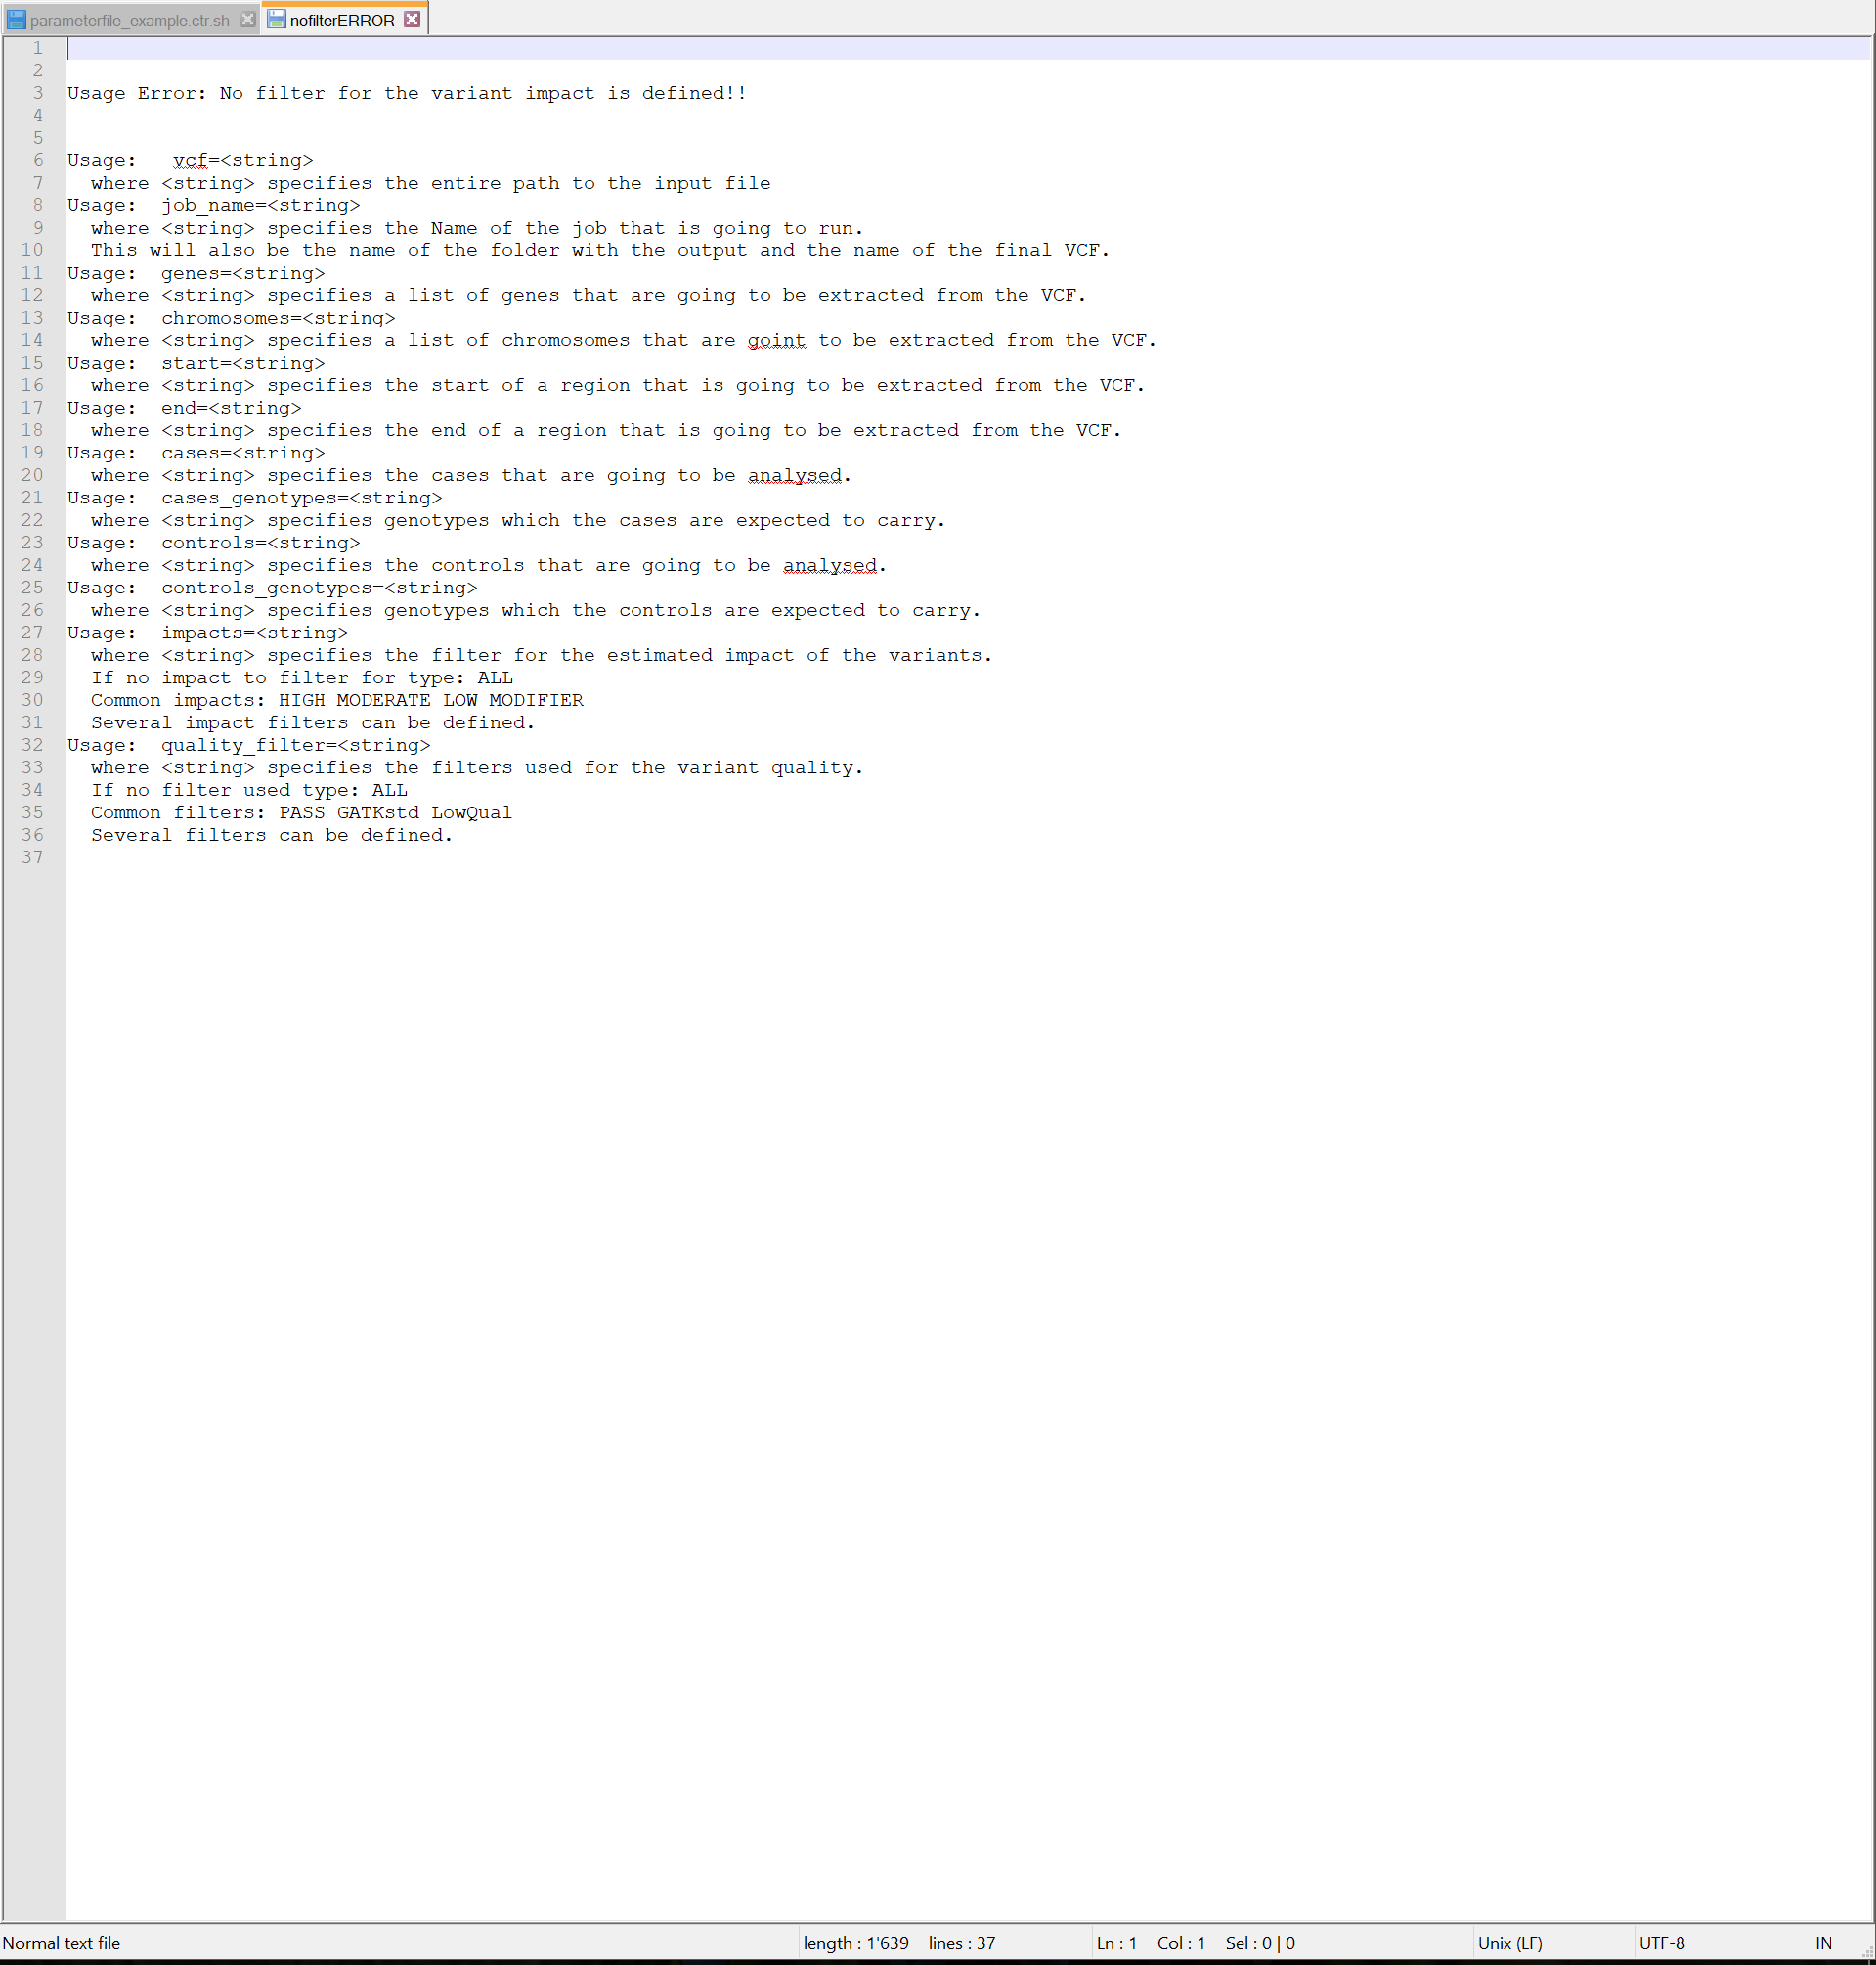 parameterfile_example.ctr.sh nofilterERROR
1
2
3 Usage Error: No filter for the variant impact is defined!!
4
5
6 Usage:   vcf=<string>
7   where <string> specifies the entire path to the input file
8 Usage:  job_name=<string>
9   where <string> specifies the Name of the job that is going to run.
10   This will also be the name of the folder with the output and the name of the final VCF.
11 Usage:  genes=<string>
12   where <string> specifies a list of genes that are going to be extracted from the VCF.
13 Usage:  chromosomes=<string>
14   where <string> specifies a list of chromosomes that are goint to be extracted from the VCF.
15 Usage:  start=<string>
16   where <string> specifies the start of a region that is going to be extracted from the VCF.
17 Usage:  end=<string>
18   where <string> specifies the end of a region that is going to be extracted from the VCF.
19 Usage:  cases=<string>
20   where <string> specifies the cases that are going to be analysed.
21 Usage:  cases_genotypes=<string>
22   where <string> specifies genotypes which the cases are expected to carry.
23 Usage:  controls=<string>
24   where <string> specifies the controls that are going to be analysed.
25 Usage:  controls_genotypes=<string>
26   where <string> specifies genotypes which the controls are expected to carry.
27 Usage:  impacts=<string>
28   where <string> specifies the filter for the estimated impact of the variants.
29   If no impact to filter for type: ALL
30   Common impacts: HIGH MODERATE LOW MODIFIER
31   Several impact filters can be defined.
32 Usage:  quality_filter=<string>
33   where <string> specifies the filters used for the variant quality.
34   If no filter used type: ALL
35   Common filters: PASS GATKstd LowQual
36   Several filters can be defined.
37
Normal text file length : 1'639 lines : 37 Ln : 1 Col : 1 Sel : 0 | 0 Unix (LF) UTF-8 IN